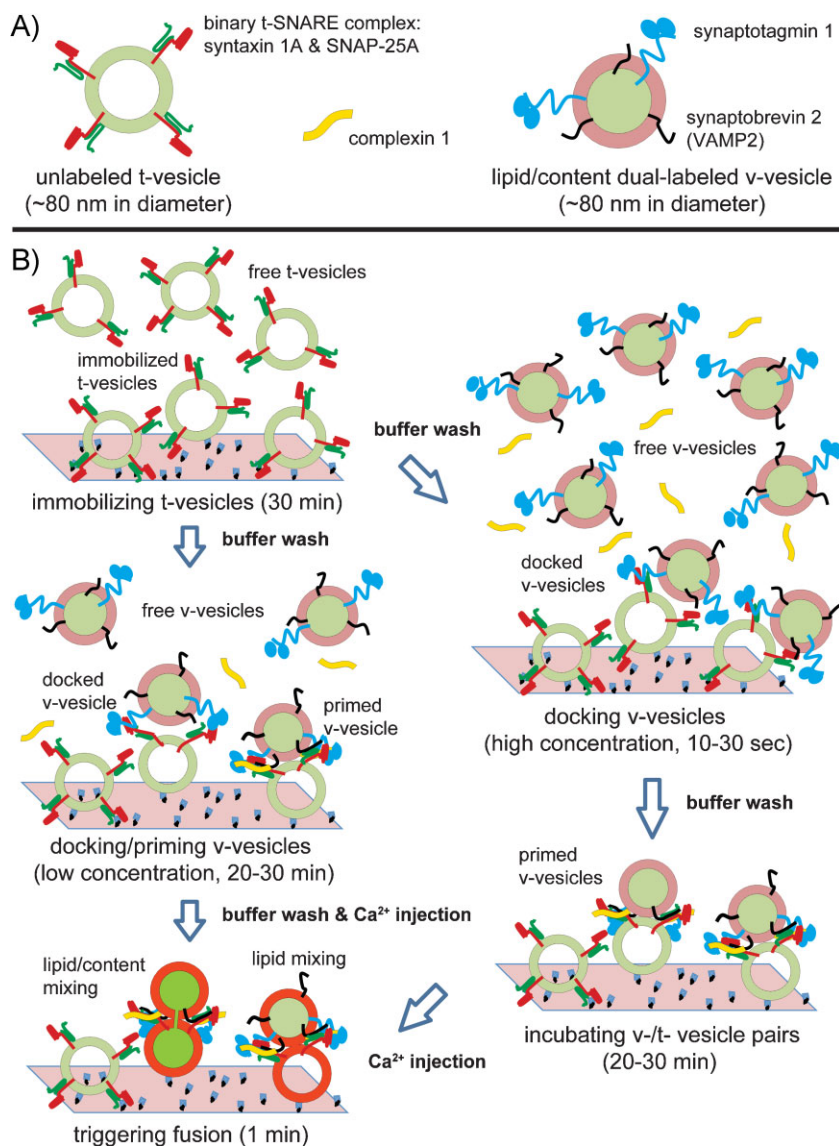 A)
binary t-SNARE complex:
syntaxin 1A & SNAP-25A
complexin 1
unlabeled t-vesicle
(~80 nm in diameter)
synaptotagmin 1
synaptobrevin 2
(VAMP2)
lipid/content dual-labeled v-vesicle
(~80 nm in diameter)
B)
free t-vesicles
immobilized
t-vesicles
immobilizing t-vesicles (30 min)
buffer wash
buffer wash
free v-vesicles
docked
v-vesicles
docking v-vesicles
(high concentration, 10-30 sec)
free v-vesicles
docked
v-vesicle
primed
v-vesicle
docking/priming v-vesicles
(low concentration, 20-30 min)
buffer wash
primed
v-vesicles
incubating v-/t- vesicle pairs
(20-30 min)
buffer wash & Ca²⁺ injection
Ca²⁺ injection
lipid/content
mixing
lipid mixing
triggering fusion (1 min)